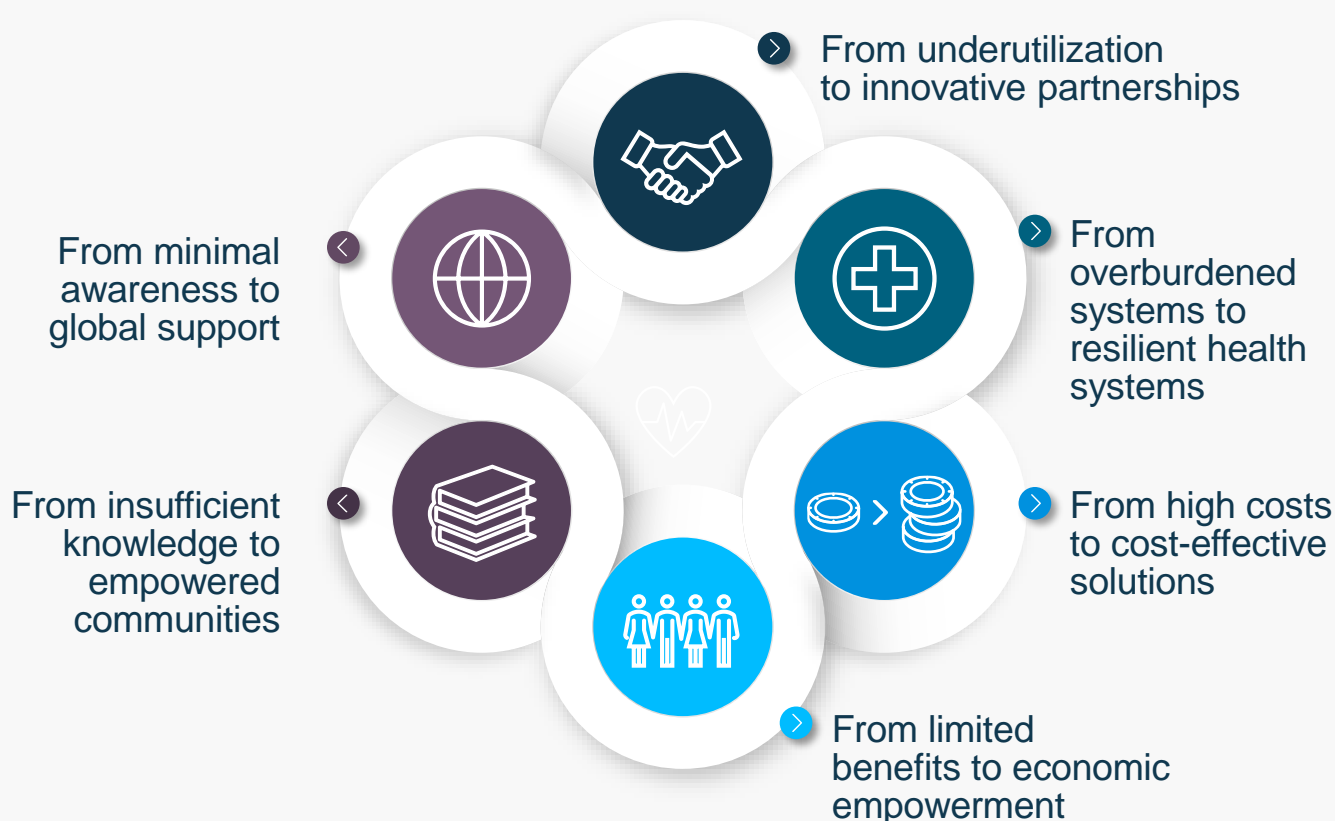 From underutilization
to innovative partnerships
From
overburdened
systems to
resilient health
systems
From high costs
to cost-effective
solutions
From limited
benefits to economic
empowerment
From insufficient
knowledge to
empowered
communities
From minimal
awareness to
global support